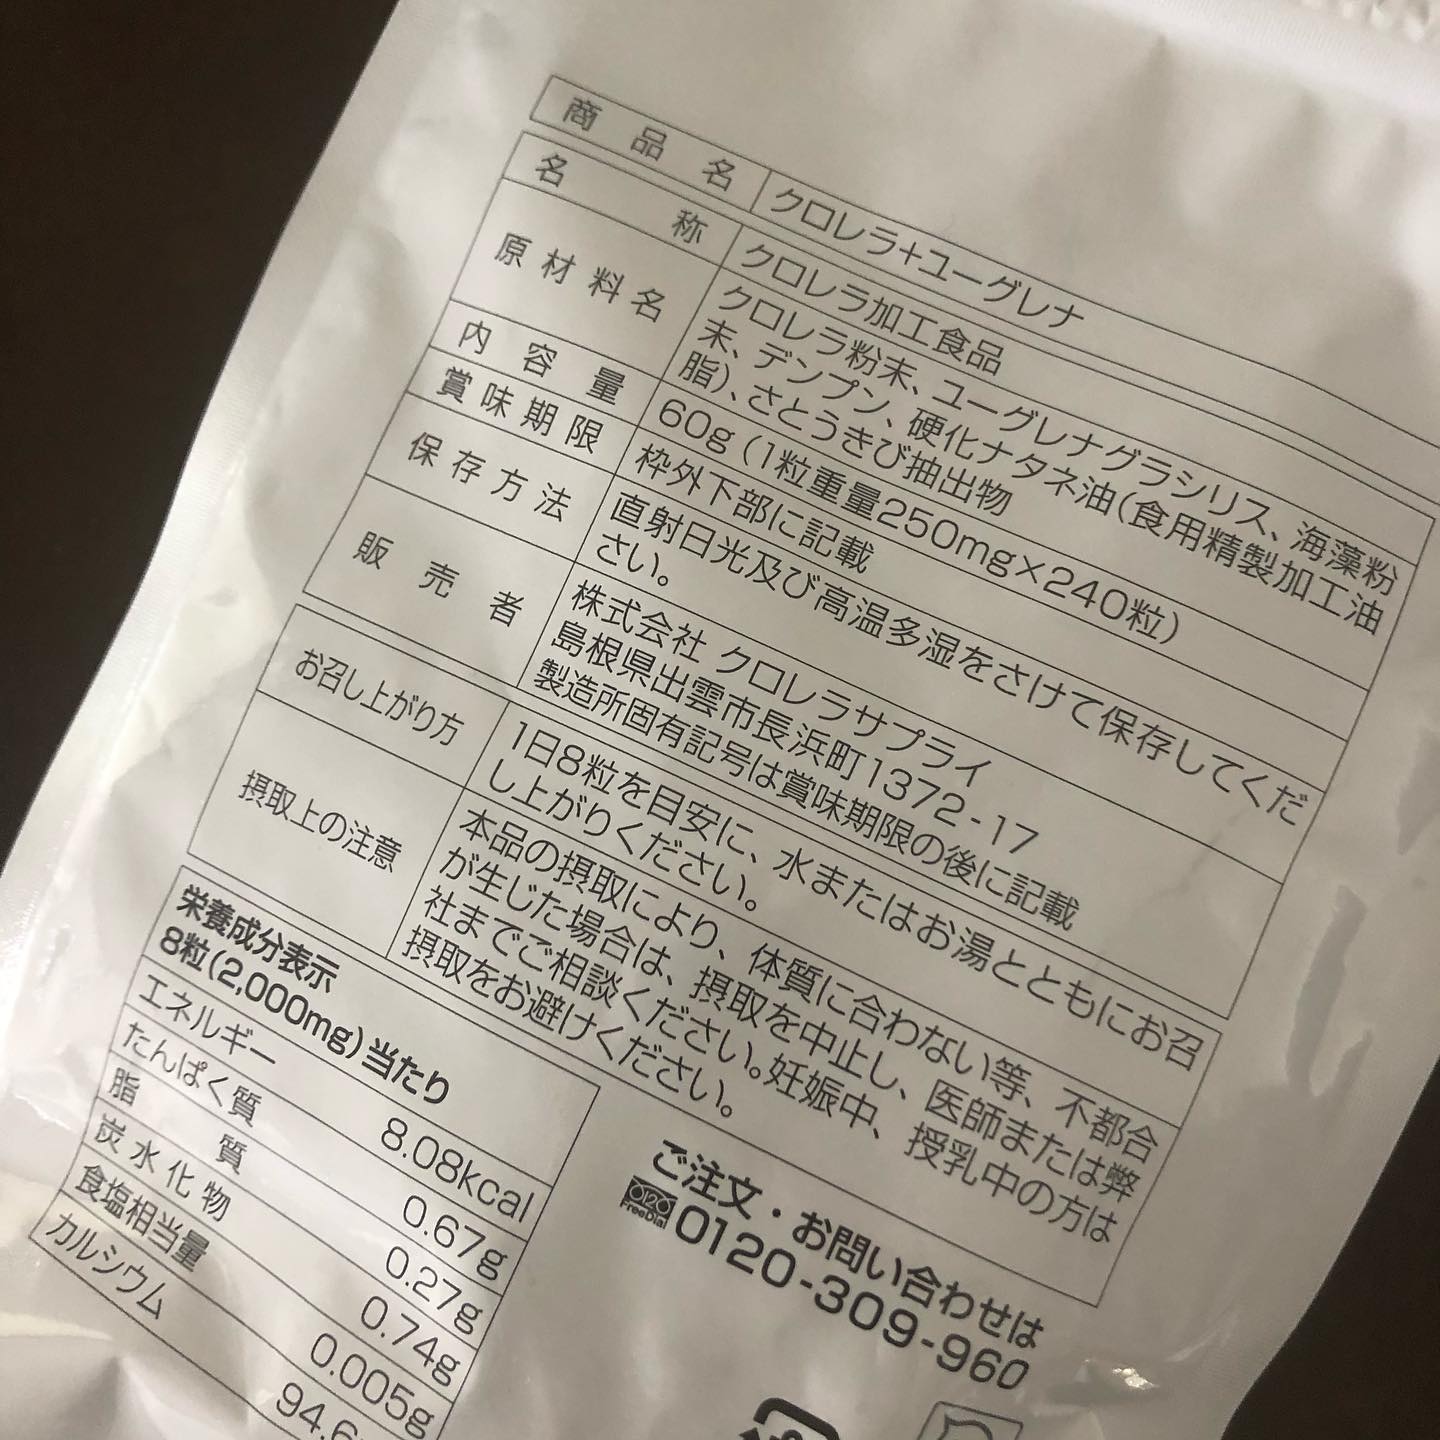 商品名 クロレラ+ユーグレナ
名称 クロレラ加工食品
原材料名 クロレラ粉末、ユーグレナグラシリス、海藻粉
末、デンプン、硬化ナタネ油(食用精製加工油
脂)、さとうきび抽出物
内容量 60g(1粒重量250mg×240粒)
賞味期限 枠外下部に記載
保存方法 直射日光及び高温多湿をさけて保存してくだ
さい。
販売者 株式会社 クロレラサプライ
島根県出雲市長浜町1372-17
製造所固有記号は賞味期限の後に記載
お召し上がり方 1日8粒を目安に、水またはお湯とともにお召
し上がりください。
摂取上の注意 本品の摂取により、体質に合わない等、不都合
が生じた場合は、摂取を中止し、医師または弊
社までご相談ください。妊娠中、授乳中の方は
摂取をお避けください。
栄養成分表示
8粒(2,000mg)当たり
エネルギー 8.08kcal
たんぱく質 0.67g
脂質 0.27g
炭水化物 0.74g
食塩相当量 0.005g
カルシウム 94.6
ご注文・お問い合わせは
0120 FreeDial 0120-309-960